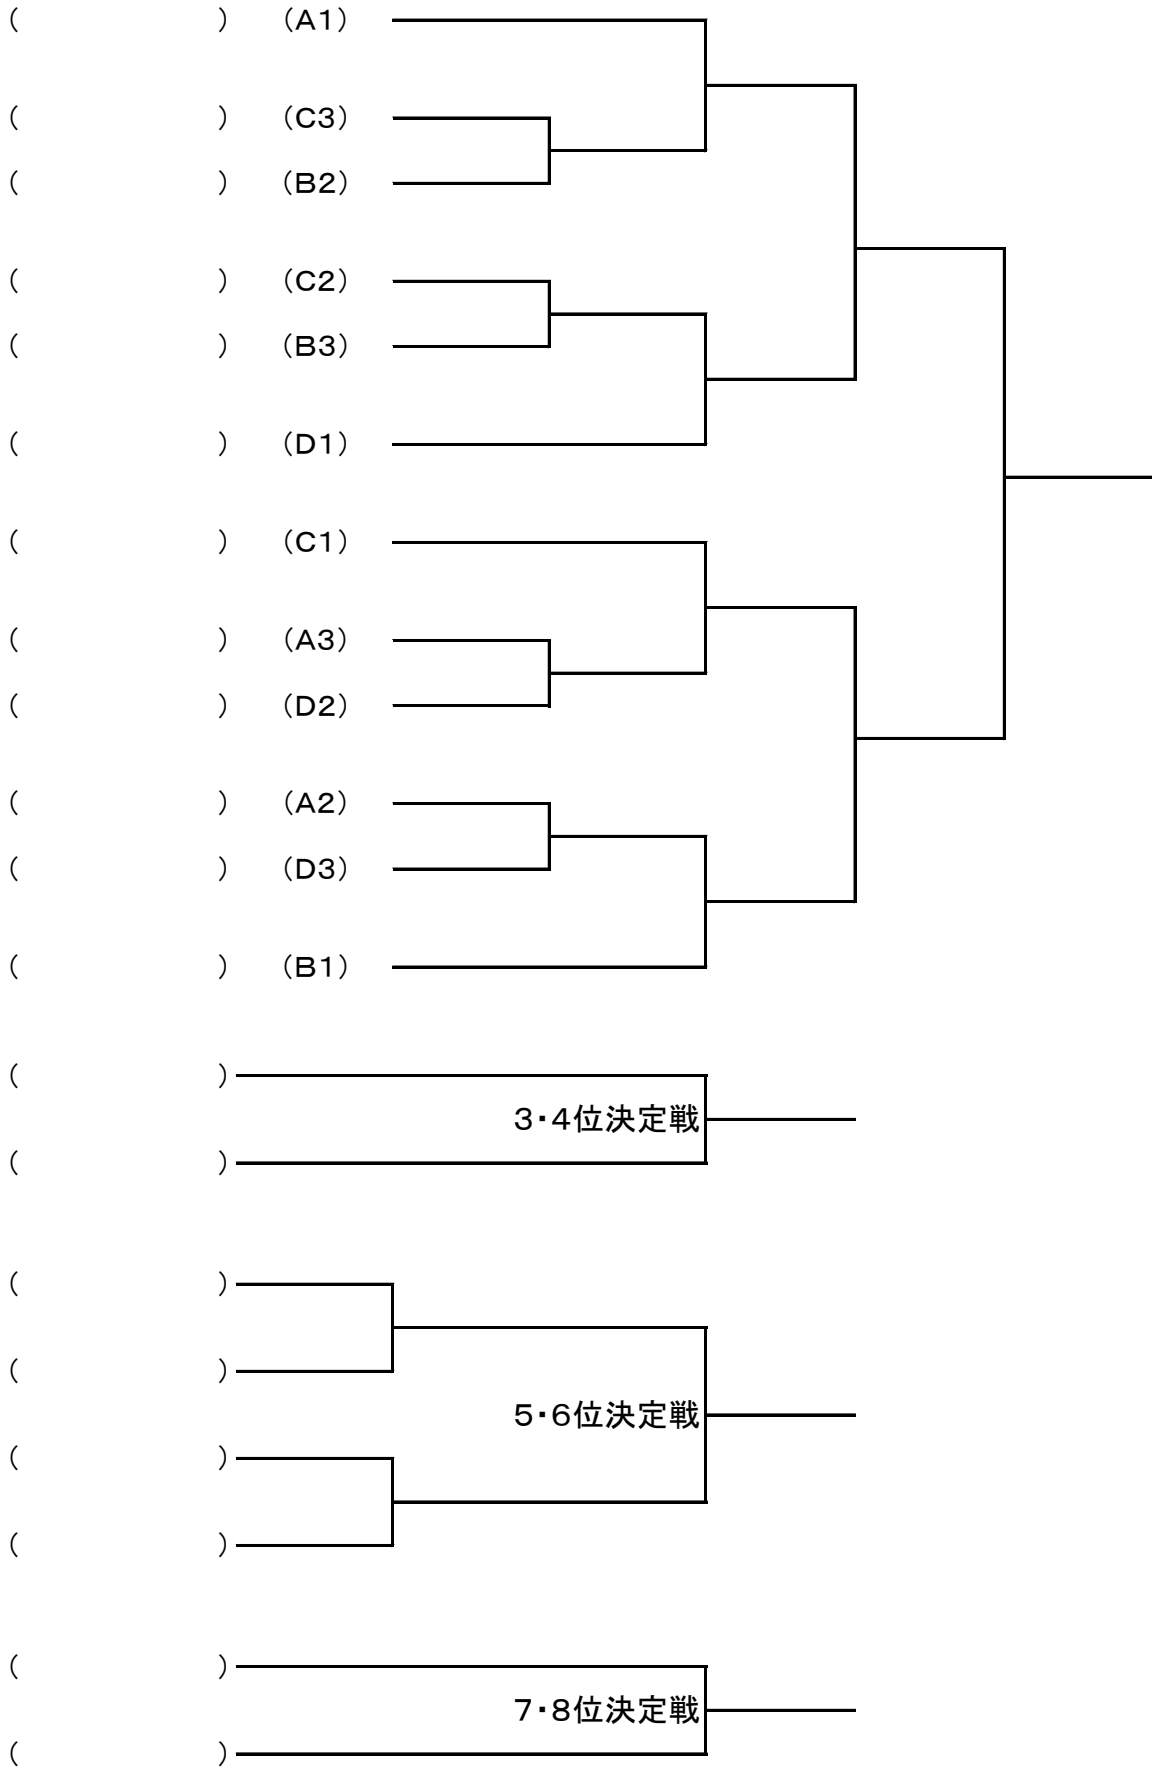 (　　　　　　) （A1）
(　　　　　　) （C3）
(　　　　　　) （B2）
(　　　　　　) （C2）
(　　　　　　) （B3）
(　　　　　　) （D1）
(　　　　　　) （C1）
(　　　　　　) （A3）
(　　　　　　) （D2）
(　　　　　　) （A2）
(　　　　　　) （D3）
(　　　　　　) （B1）
(　　　　　　)
3・4位決定戦
(　　　　　　)
(　　　　　　)
(　　　　　　)
5・6位決定戦
(　　　　　　)
(　　　　　　)
(　　　　　　)
7・8位決定戦
(　　　　　　)